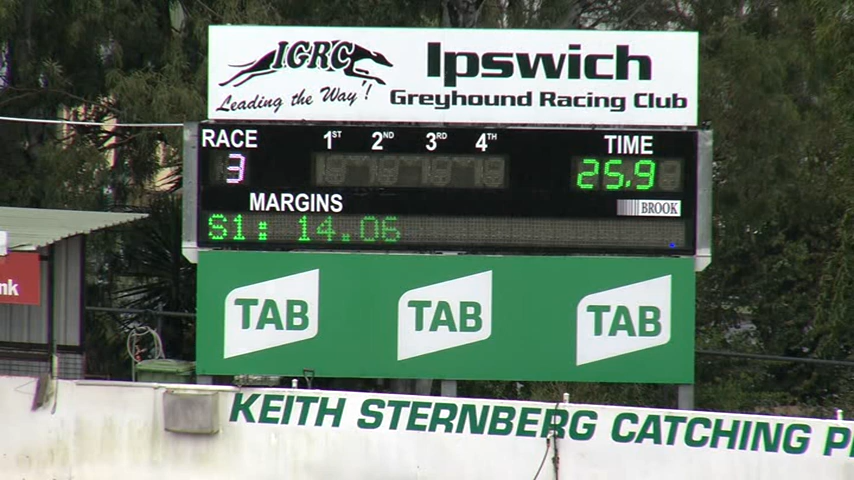 IGRC
Leading the Way!
Ipswich
Greyhound Racing Club
RACE 1ST 2ND 3RD 4TH TIME
3 25.9
MARGINS BROOK
S1: 14.06
TAB TAB TAB
KEITH STERNBERG CATCHING